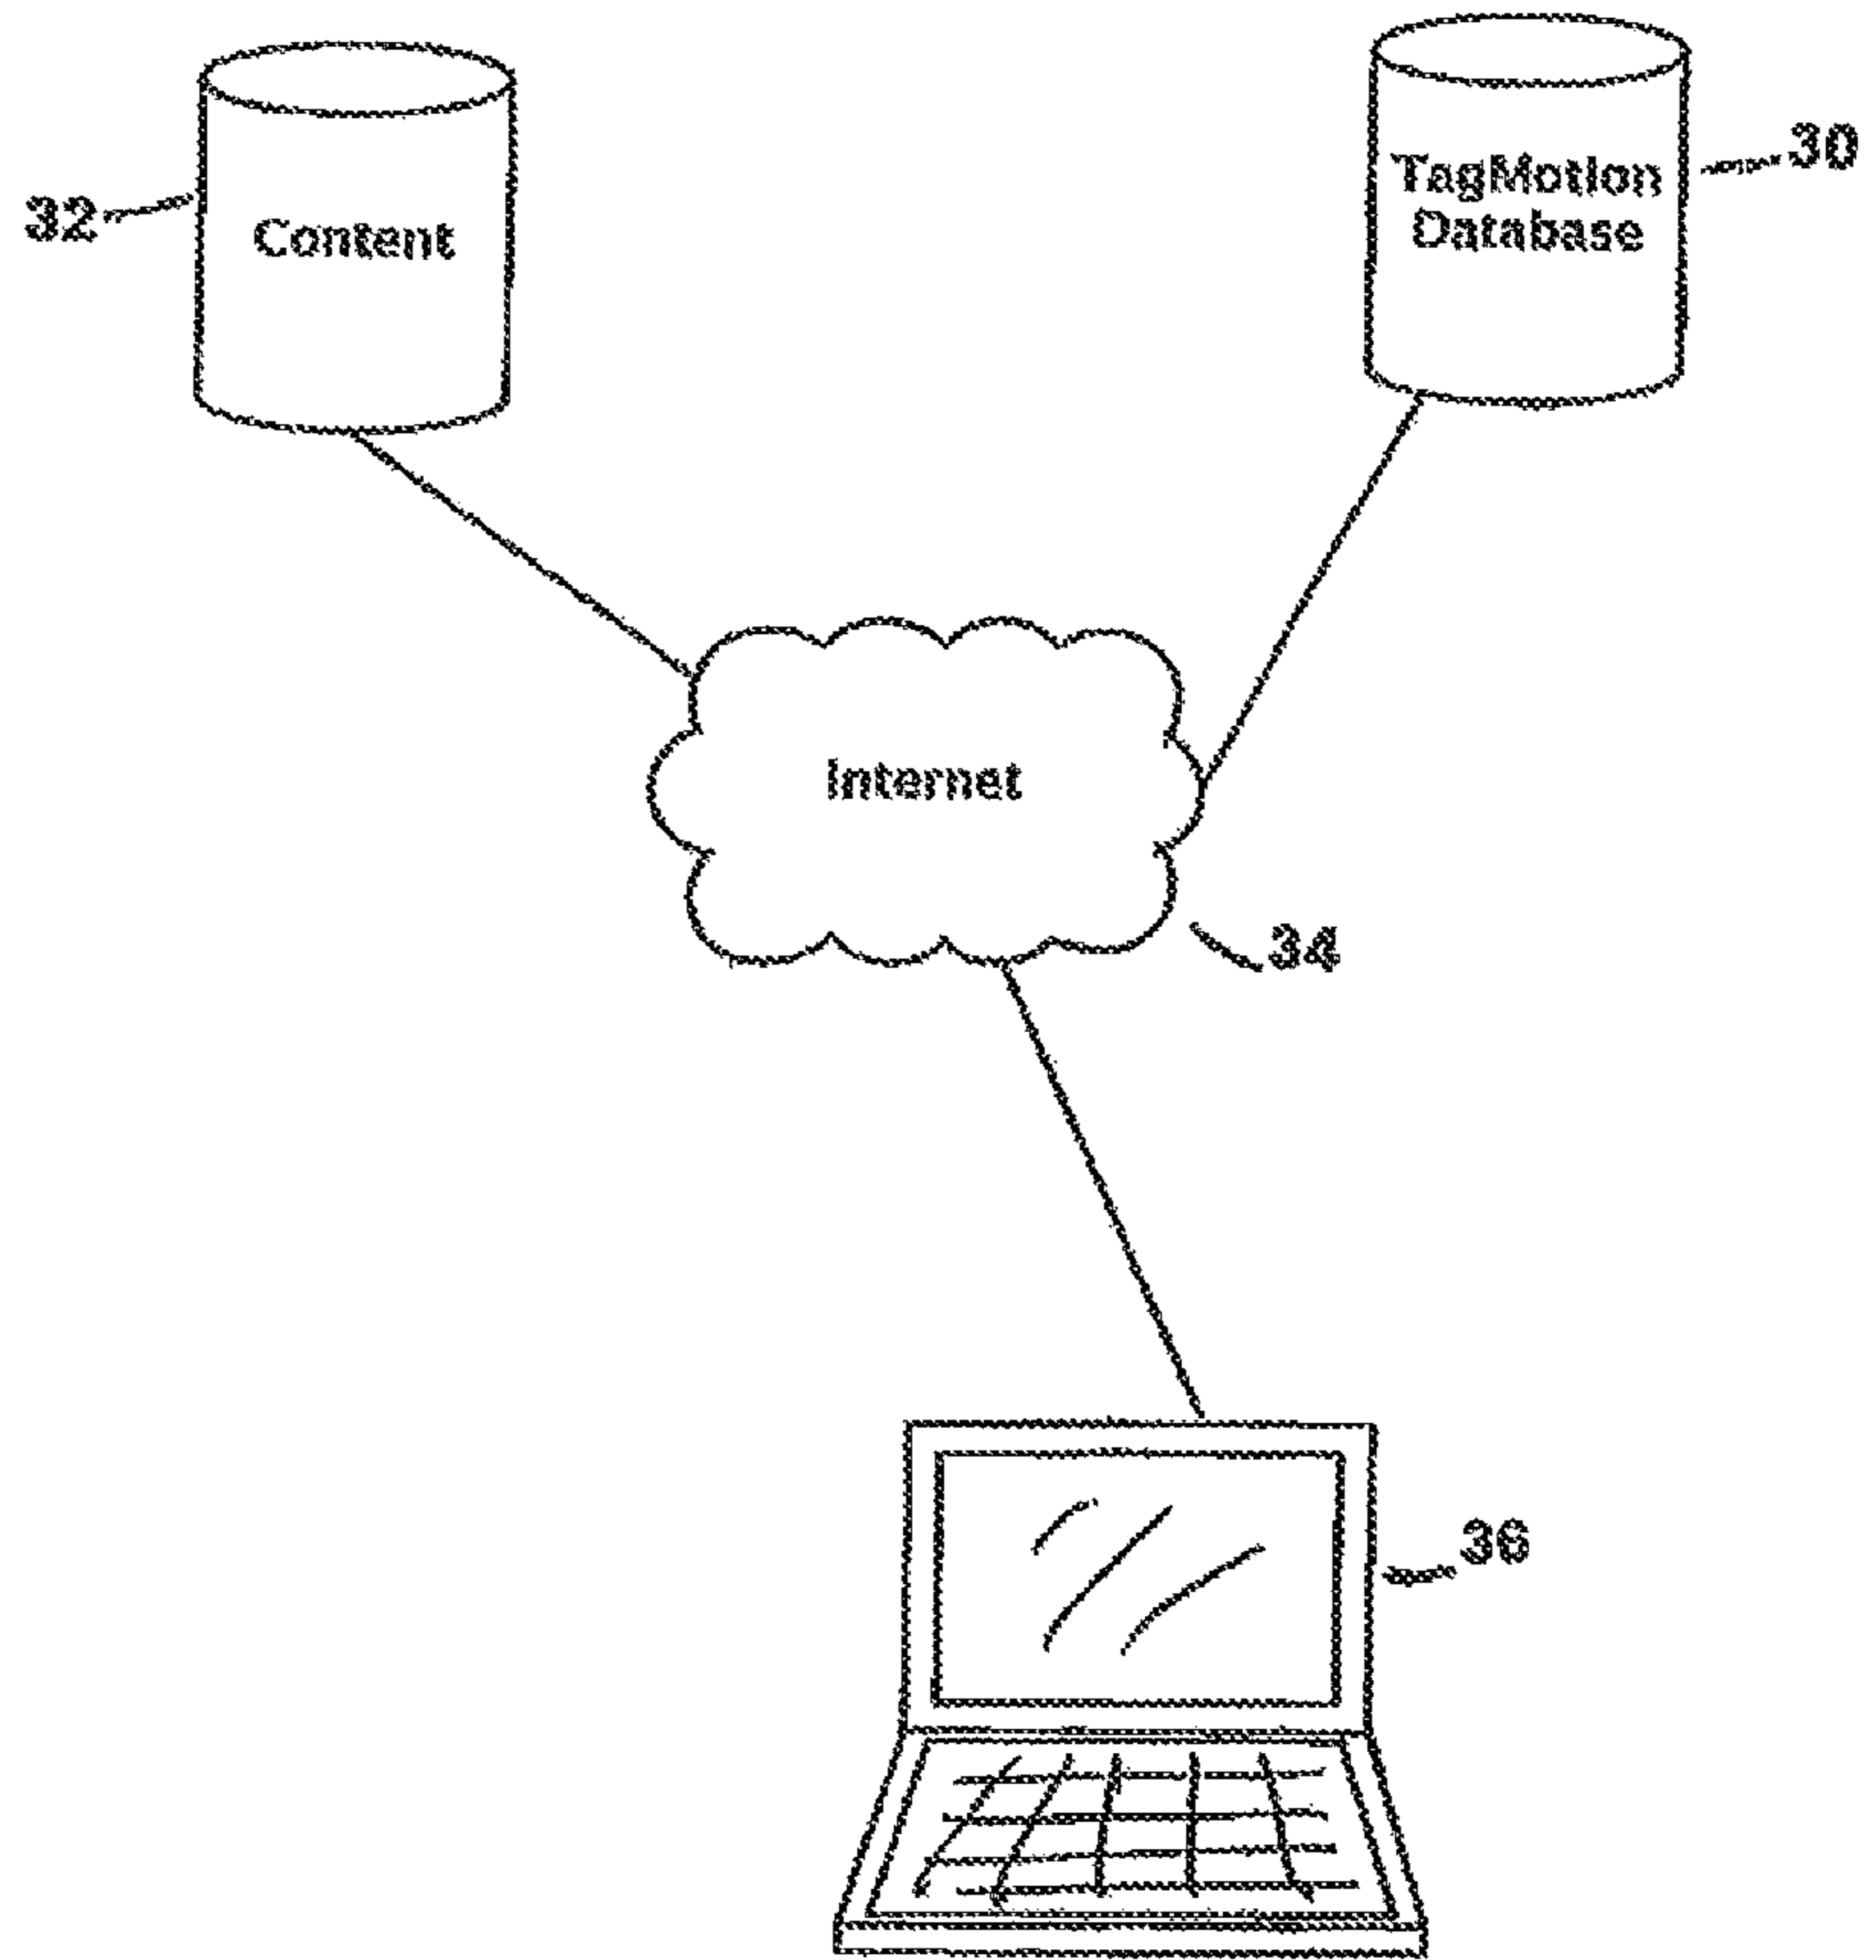 30
TagMotion
Database
32
Content
Internet
34
36